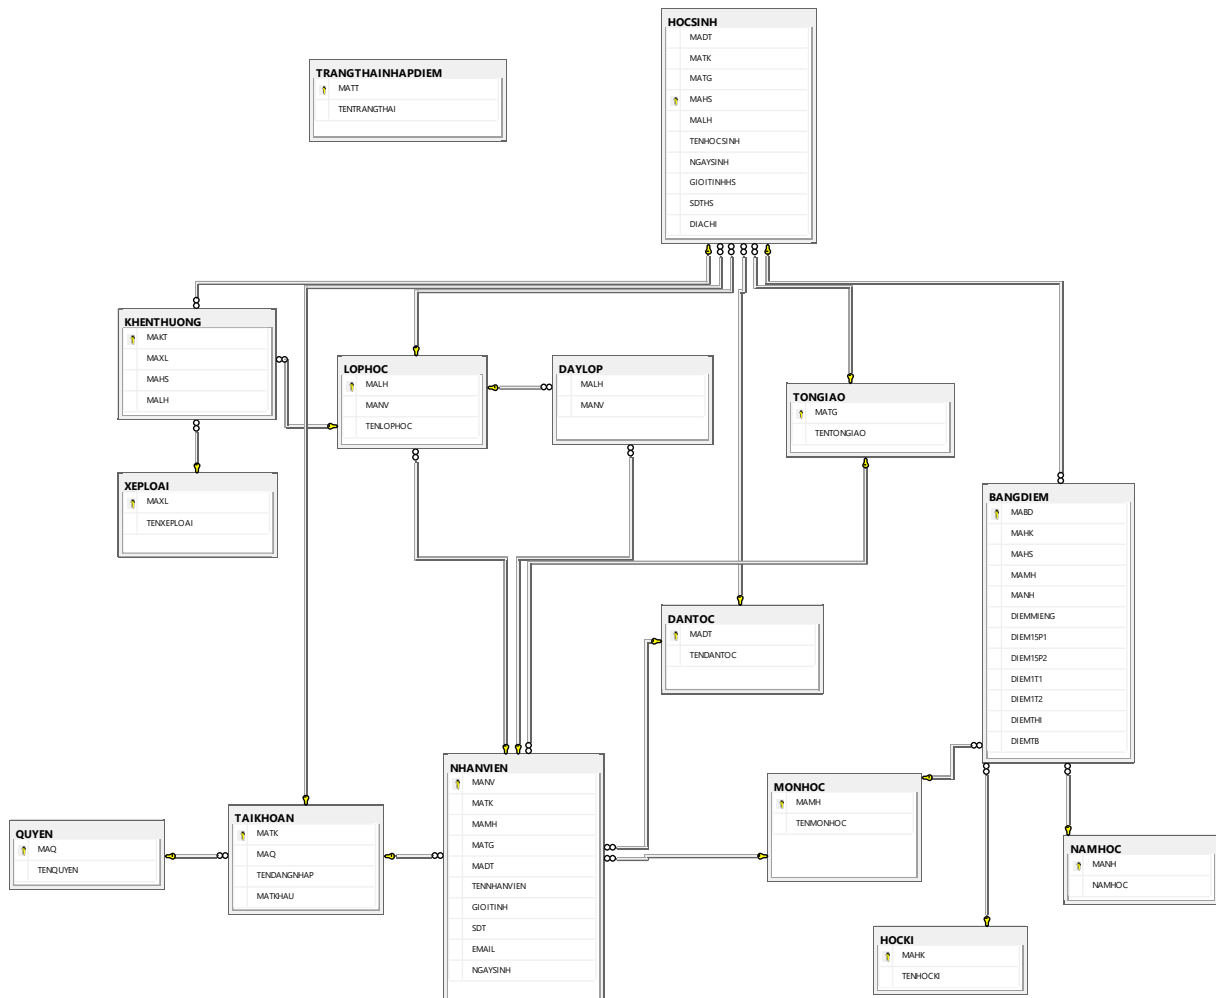 HOCSINH
MADT
MATK
MATG
MAHS
MALH
TENHOCSINH
NGAYSINH
GIOITINHHS
SDTHS
DIACHI
TRANGTHAINHAPDIEM
MATT
TENTRANGTHAI
KHENTHUONG
MAKT
MAXL
MAHS
MALH
LOPHOC
MALH
MANV
TENLOPHOC
DAYLOP
MALH
MANV
TONGIAO
MATG
TENTONGIAO
XEPLOAI
MAXL
TENXEPLOAI
BANGDIEM
MABD
MAHK
MAHS
MAMH
MANH
DIEMMIENG
DIEM15P1
DIEM15P2
DIEM1T1
DIEM1T2
DIEMTHI
DIEMTB
DANTOC
MADT
TENDANTOC
NHANVIEN
MANV
MATK
MAMH
MATG
MADT
TENNHANVIEN
GIOITINH
SDT
EMAIL
NGAYSINH
MONHOC
MAMH
TENMONHOC
QUYEN
MAQ
TENQUYEN
TAIKHOAN
MATK
MAQ
TENDANGNHAP
MATKHAU
NAMHOC
MANH
NAMHOC
HOCKI
MAHK
TENHOCKI